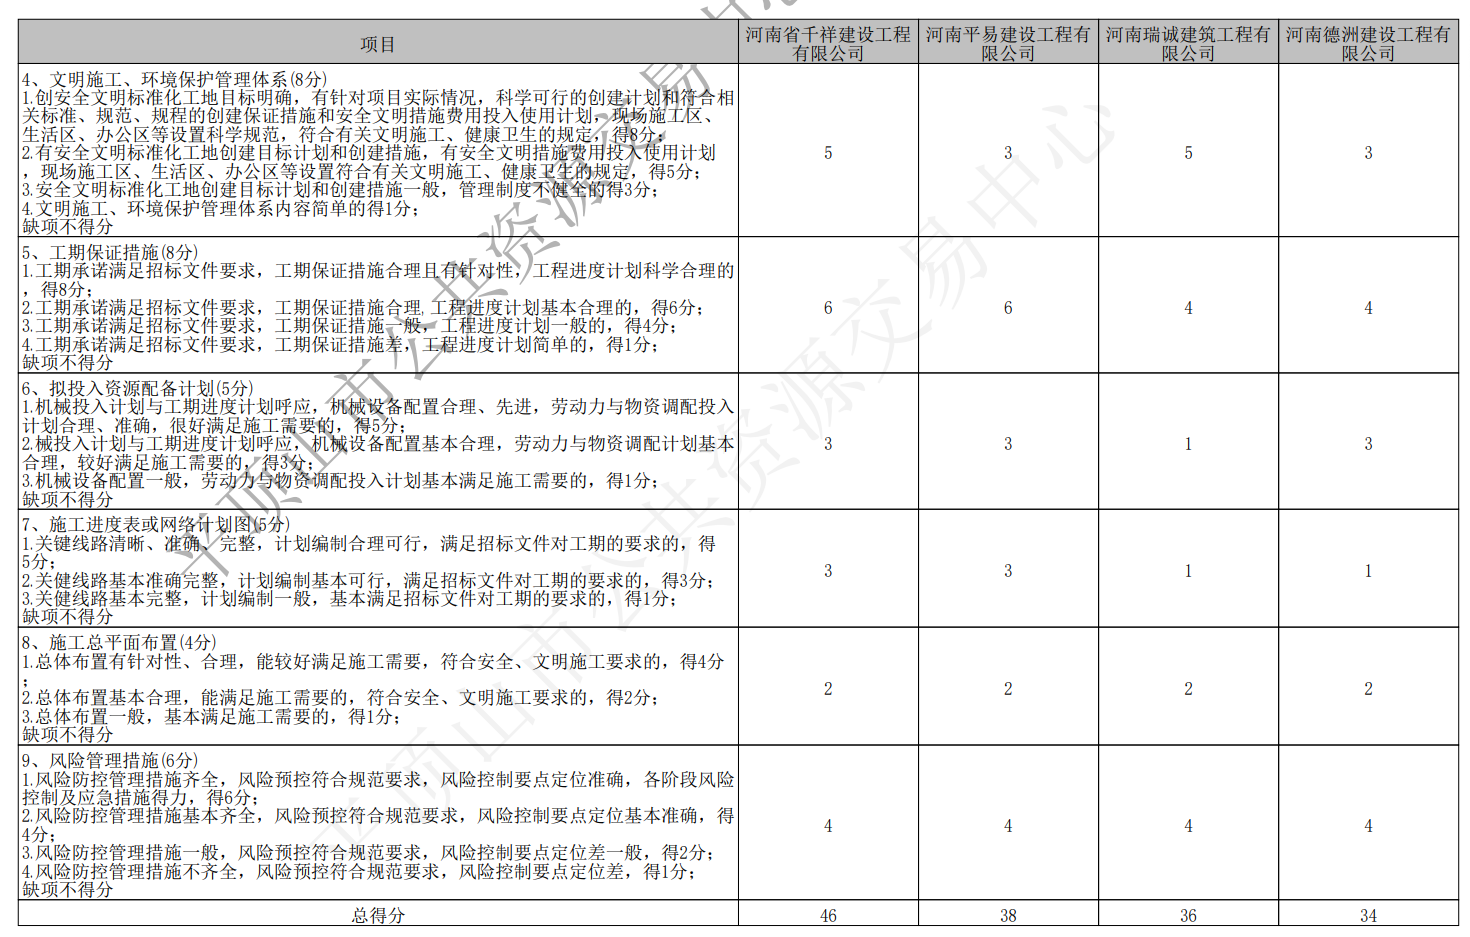 项目
河南省千祥建设工程
有限公司
河南平易建设工程有
限公司
河南瑞诚建筑工程有
限公司
河南德洲建设工程有
限公司
4、文明施工、环境保护管理体系(8分)
1.创安全文明标准化工地目标明确，有针对项目实际情况，科学可行的创建计划和符合相
关标准、规范、规程的创建保证措施和安全文明措施费用投入使用计划，现场施工区、
生活区、办公区等设置科学规范，符合有关文明施工、健康卫生的规定，得8分；
2.有安全文明标准化工地创建目标计划和创建措施，有安全文明措施费用投入使用计划
，现场施工区、生活区、办公区等设置符合有关文明施工、健康卫生的规定，得5分；
3.安全文明标准化工地创建目标计划和创建措施一般，管理制度不健全的得3分；
4.文明施工、环境保护管理体系内容简单的得1分；
缺项不得分
5
3
5
3
5、工期保证措施(8分)
1.工期承诺满足招标文件要求，工期保证措施合理且有针对性，工程进度计划科学合理的
，得8分；
2.工期承诺满足招标文件要求，工期保证措施合理,工程进度计划基本合理的，得6分；
3.工期承诺满足招标文件要求，工期保证措施一般，工程进度计划一般的，得4分；
4.工期承诺满足招标文件要求，工期保证措施差，工程进度计划简单的，得1分；
缺项不得分
6
6
4
4
6、拟投入资源配备计划(5分)
1.机械投入计划与工期进度计划呼应，机械设备配置合理、先进，劳动力与物资调配投入
计划合理、准确，很好满足施工需要的，得5分；
2.械投入计划与工期进度计划呼应，机械设备配置基本合理，劳动力与物资调配计划基本
合理，较好满足施工需要的，得3分；
3.机械设备配置一般，劳动力与物资调配投入计划基本满足施工需要的，得1分；
缺项不得分
3
3
1
3
7、施工进度表或网络计划图(5分)
1.关键线路清晰、准确、完整，计划编制合理可行，满足招标文件对工期的要求的，得
5分；
2.关健线路基本准确完整，计划编制基本可行，满足招标文件对工期的要求的，得3分；
3.关健线路基本完整，计划编制一般，基本满足招标文件对工期的要求的，得1分；
缺项不得分
3
3
1
1
8、施工总平面布置(4分)
1.总体布置有针对性、合理，能较好满足施工需要，符合安全、文明施工要求的，得4分
；
2.总体布置基本合理，能满足施工需要的，符合安全、文明施工要求的，得2分；
3.总体布置一般，基本满足施工需要的，得1分；
缺项不得分
2
2
2
2
9、风险管理措施(6分)
1.风险防控管理措施齐全，风险预控符合规范要求，风险控制要点定位准确，各阶段风险
控制及应急措施得力，得6分；
2.风险防控管理措施基本齐全，风险预控符合规范要求，风险控制要点定位基本准确，得
4分；
3.风险防控管理措施一般，风险预控符合规范要求，风险控制要点定位差一般，得2分；
4.风险防控管理措施不齐全，风险预控符合规范要求，风险控制要点定位差，得1分；
缺项不得分
4
4
4
4
总得分
46
38
36
34
平顶山市公共资源交易中心
平顶山市公共资源交易中心